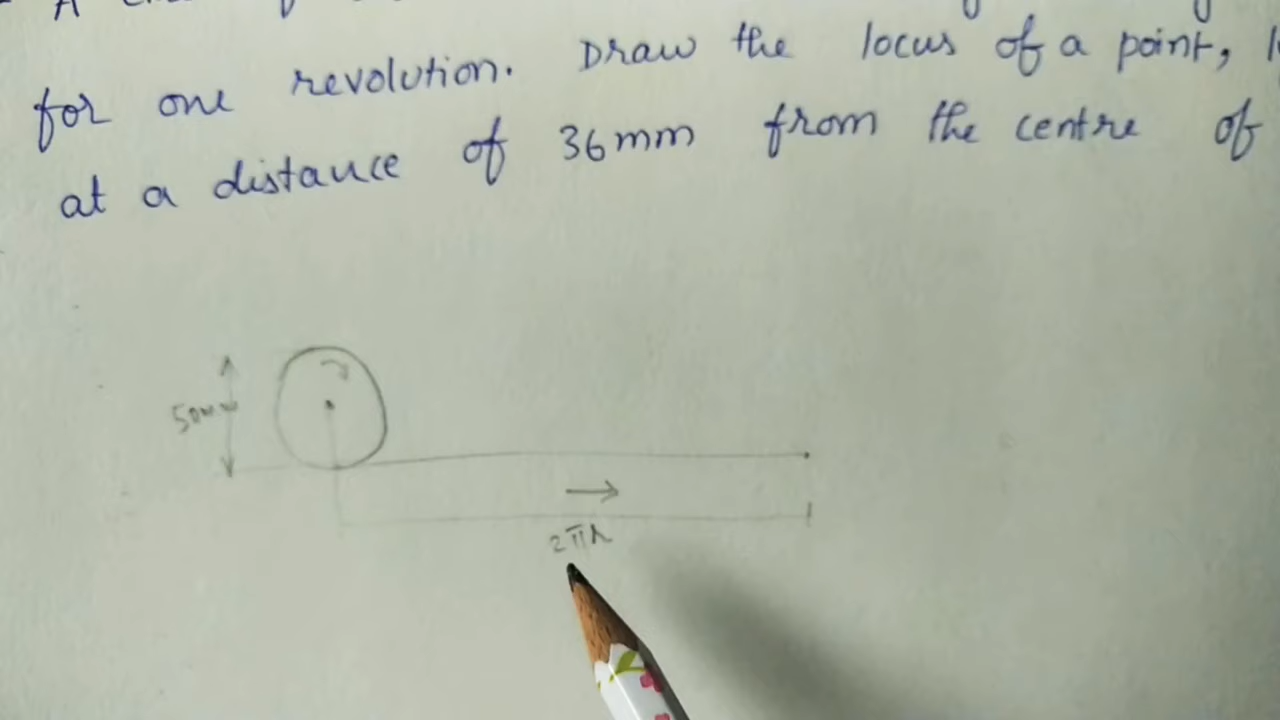 A
for one revolution. Draw the locus of a point,
at a distance of 36mm from the centre of
50mm
2πr